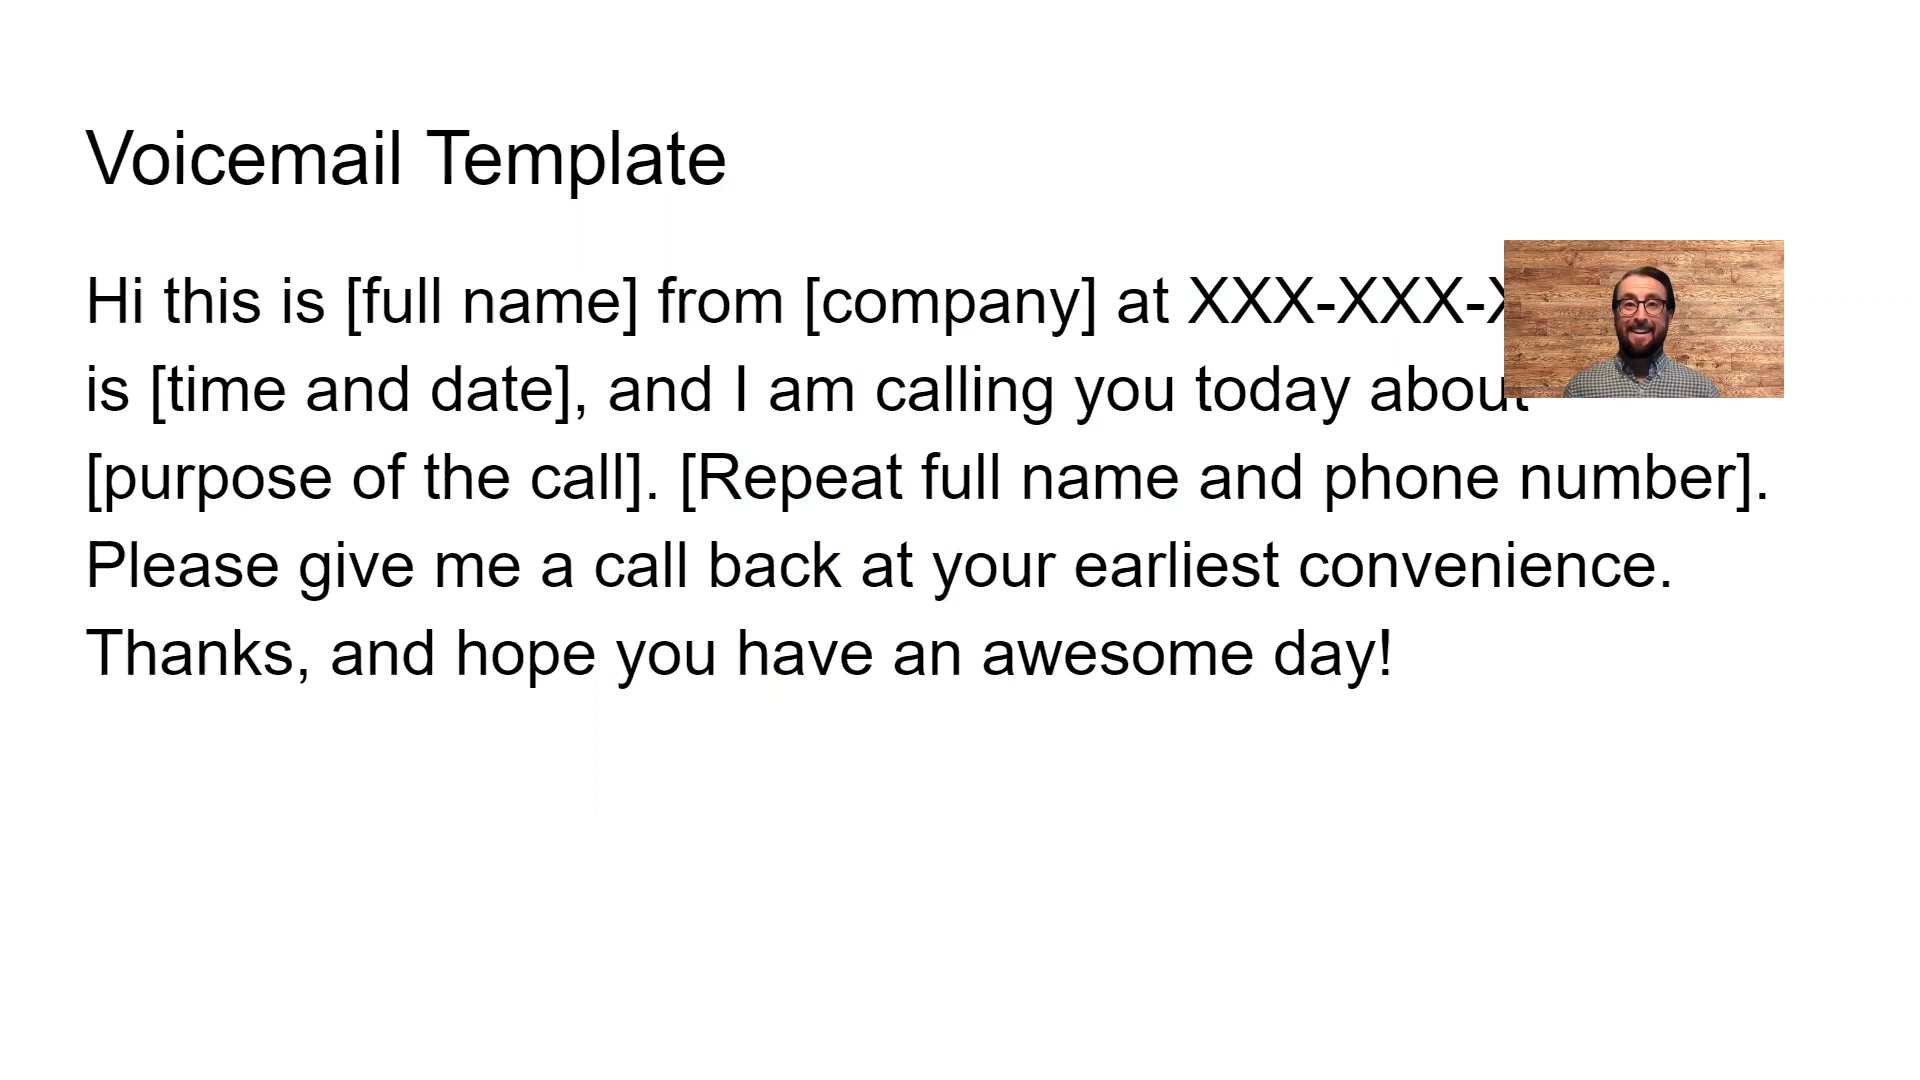 Voicemail Template
Hi this is [full name] from [company] at XXX-XXX-X
is [time and date], and I am calling you today about
[purpose of the call]. [Repeat full name and phone number].
Please give me a call back at your earliest convenience.
Thanks, and hope you have an awesome day!